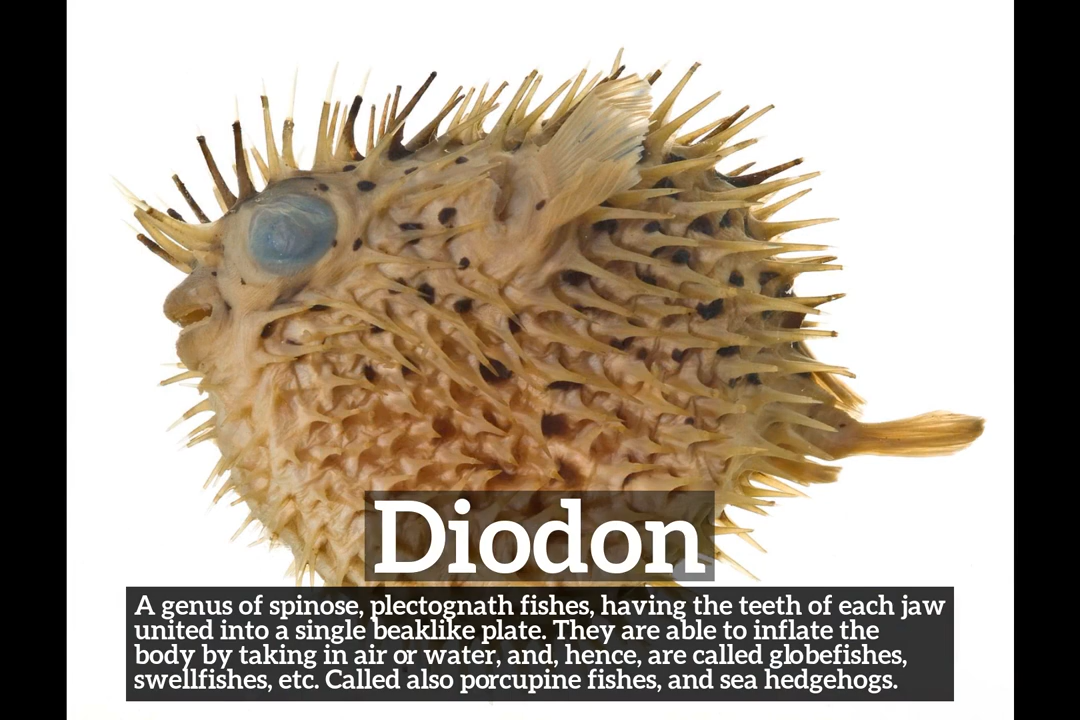 Diodon
A genus of spinose, plectognath fishes, having the teeth of each jaw
united into a single beaklike plate. They are able to inflate the
body by taking in air or water, and, hence, are called globefishes,
swellfishes, etc. Called also porcupine fishes, and sea hedgehogs.